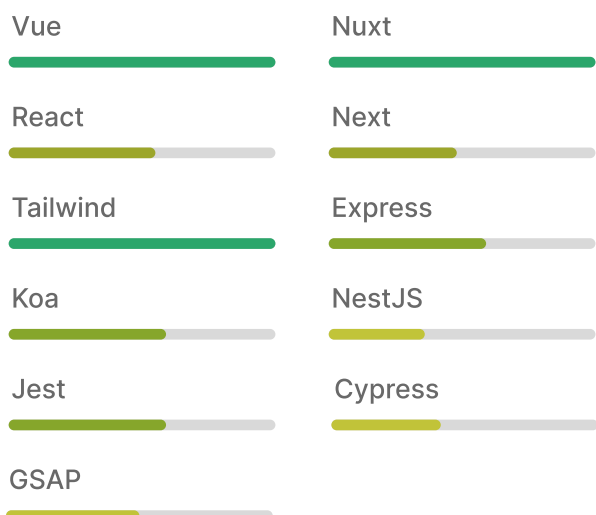 Vue
Nuxt
React
Next
Tailwind
Express
Koa
NestJS
Jest
Cypress
GSAP